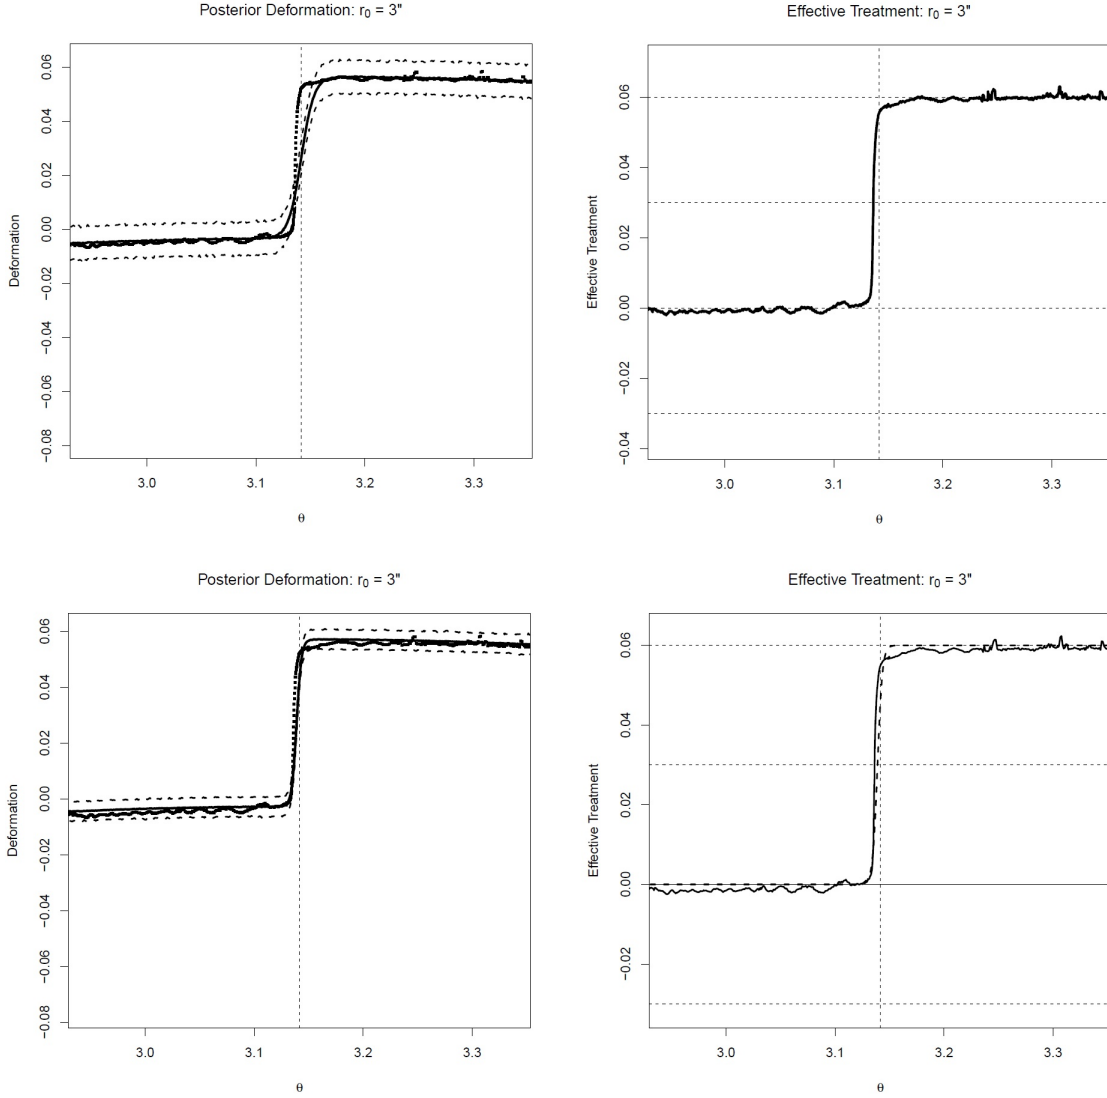 Posterior Deformation: r₀ = 3"
Effective Treatment: r₀ = 3"
Deformation
0.06
0.04
0.02
0.00
−0.02
−0.04
−0.06
−0.08
3.0 3.1 3.2 3.3
θ
Effective Treatment
0.06
0.04
0.02
0.00
−0.02
−0.04
3.0 3.1 3.2 3.3
θ
Posterior Deformation: r₀ = 3"
Effective Treatment: r₀ = 3"
Deformation
0.06
0.04
0.02
0.00
−0.02
−0.04
−0.06
−0.08
3.0 3.1 3.2 3.3
θ
Effective Treatment
0.06
0.04
0.02
0.00
−0.02
3.0 3.1 3.2 3.3
θ